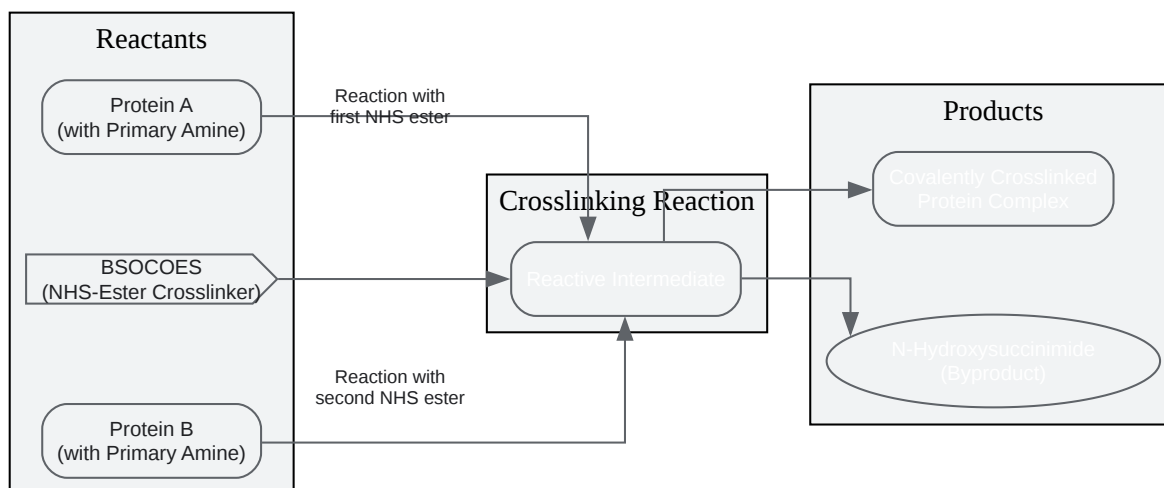 Reactants
Protein A
(with Primary Amine)
BSOCOES
(NHS-Ester Crosslinker)
Protein B
(with Primary Amine)
Reaction with
first NHS ester
Reaction with
second NHS ester
Crosslinking Reaction
Reactive Intermediate
Products
Covalently Crosslinked
Protein Complex
N-Hydroxysuccinimide
(Byproduct)